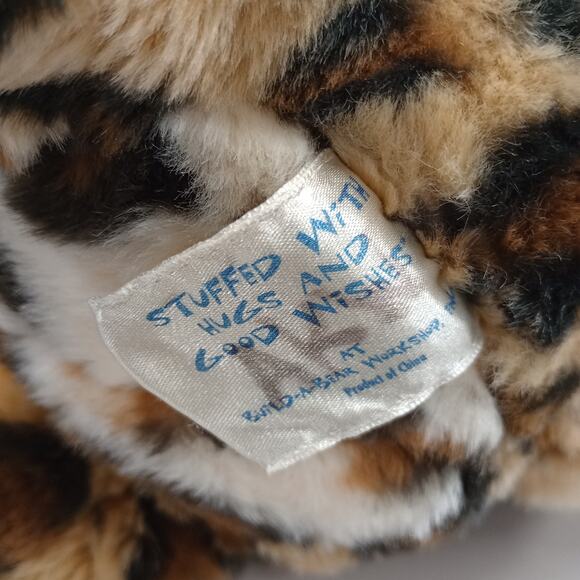 STUFFED WITH
HUGS AND
GOOD WISHES
AT
BUILD-A-BEAR WORKSHOP,
Product of China